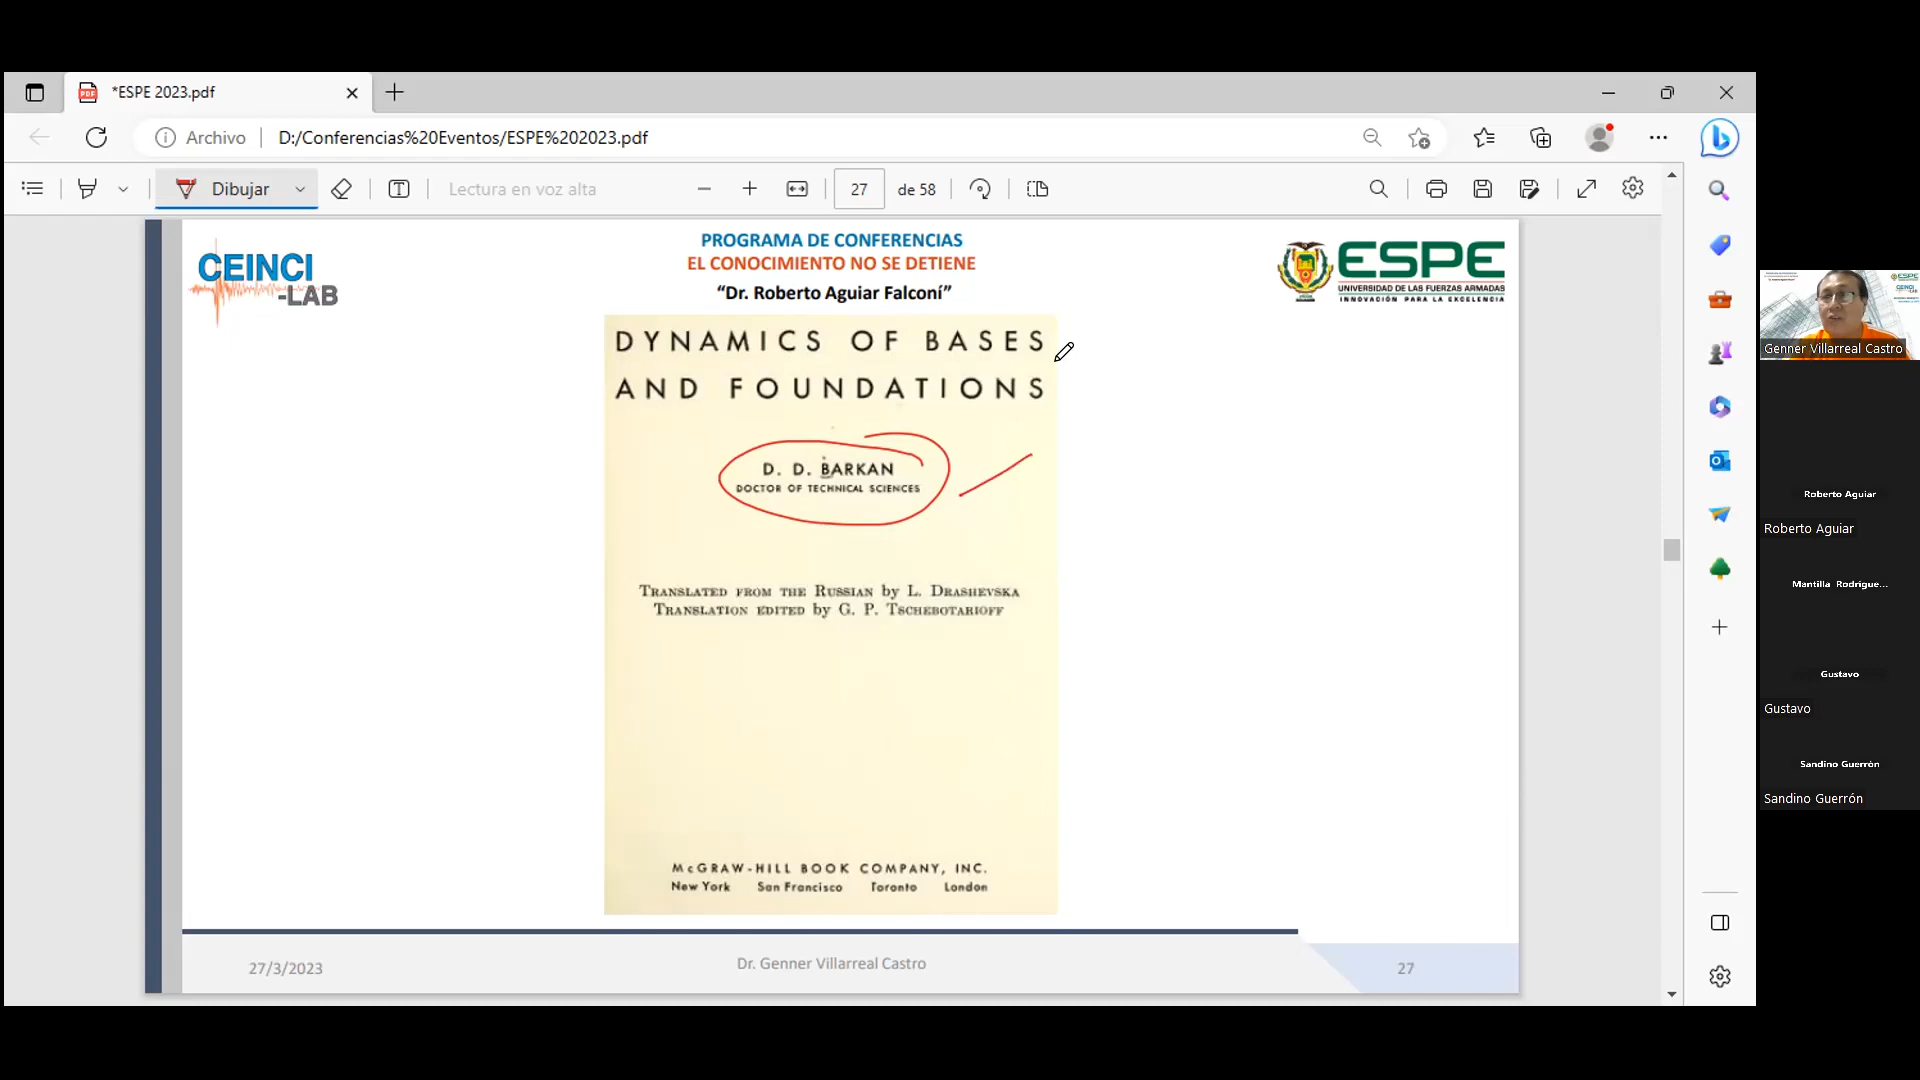 *ESPE 2023.pdf
Archivo
D:/Conferencias%20Eventos/ESPE%202023.pdf
Dibujar
Lectura en voz alta
27
de 58
CEINCI
-LAB
PROGRAMA DE CONFERENCIAS
EL CONOCIMIENTO NO SE DETIENE
“Dr. Roberto Aguiar Falconí”
ESPE
UNIVERSIDAD DE LAS FUERZAS ARMADAS
INNOVACIÓN PARA LA EXCELENCIA
DYNAMICS OF BASES
AND FOUNDATIONS
D. D. BARKAN
DOCTOR OF TECHNICAL SCIENCES
TRANSLATED FROM THE RUSSIAN by L. DRASHEVSKA
TRANSLATION EDITED by G. P. TSCHEBOTARIOFF
McGRAW-HILL BOOK COMPANY, INC.
New York San Francisco Toronto London
27/3/2023
Dr. Genner Villarreal Castro
27
Genner Villarreal Castro
Roberto Aguiar
Roberto Aguiar
Mantilla Rodrigue...
Gustavo
Gustavo
Sandino Guerrón
Sandino Guerrón